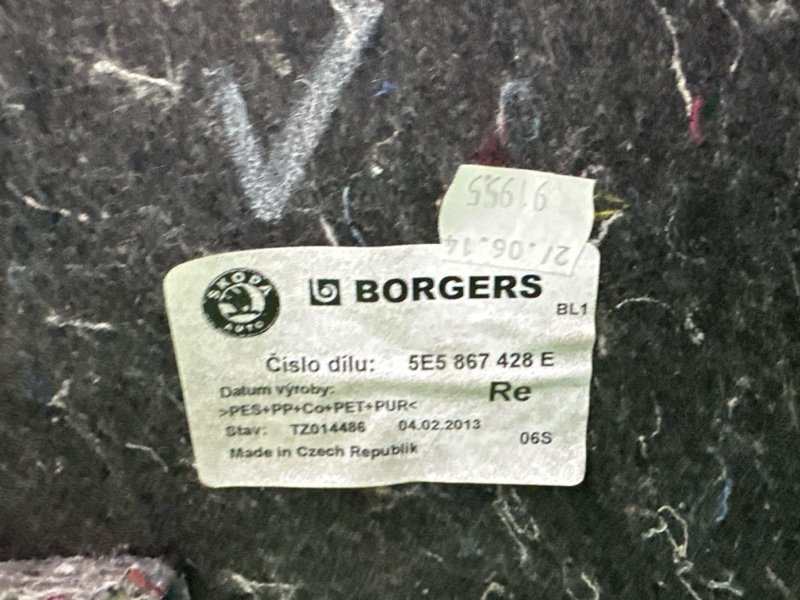 91955
21.06.14
ŠKODA
AUTO
BORGERS
BL1
Číslo dílu: 5E5 867 428 E
Datum výroby: Re
>PES+PP+Co+PET+PUR<
Stav: TZ014486 04.02.2013
06S
Made in Czech Republik